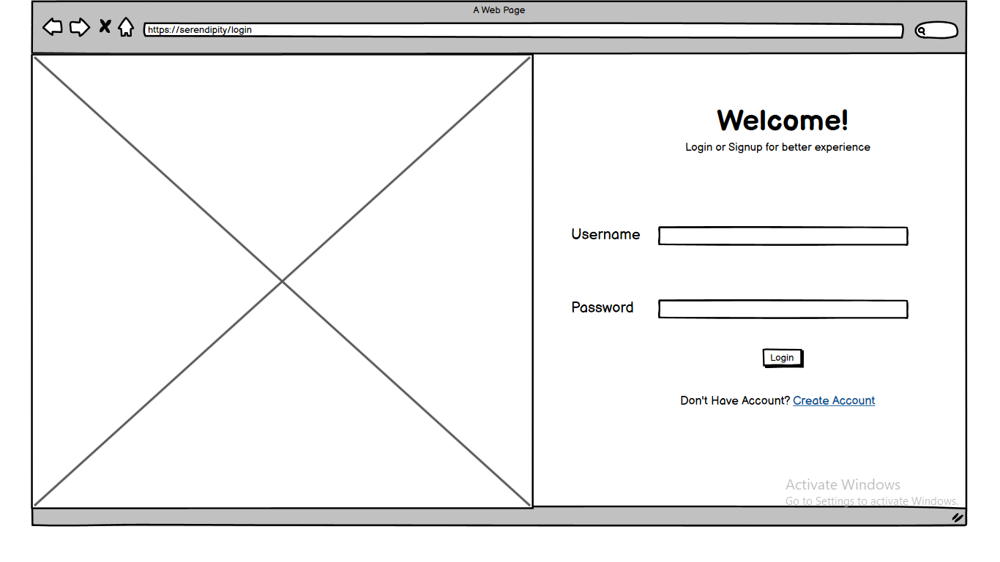 A Web Page
https://serendipity/login
Welcome!
Login or Signup for better experience
Username
Password
Login
Don't Have Account? Create Account
Activate Windows
Go to Settings to activate Windows.